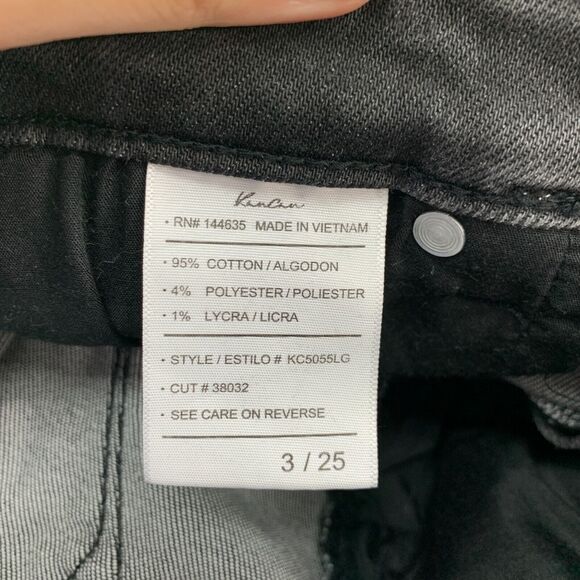 KanCan
• RN# 144635 MADE IN VIETNAM
• 95% COTTON / ALGODON
• 4% POLYESTER / POLIESTER
• 1% LYCRA / LICRA
• STYLE / ESTILO # KC5055LG
• CUT # 38032
• SEE CARE ON REVERSE
3 / 25